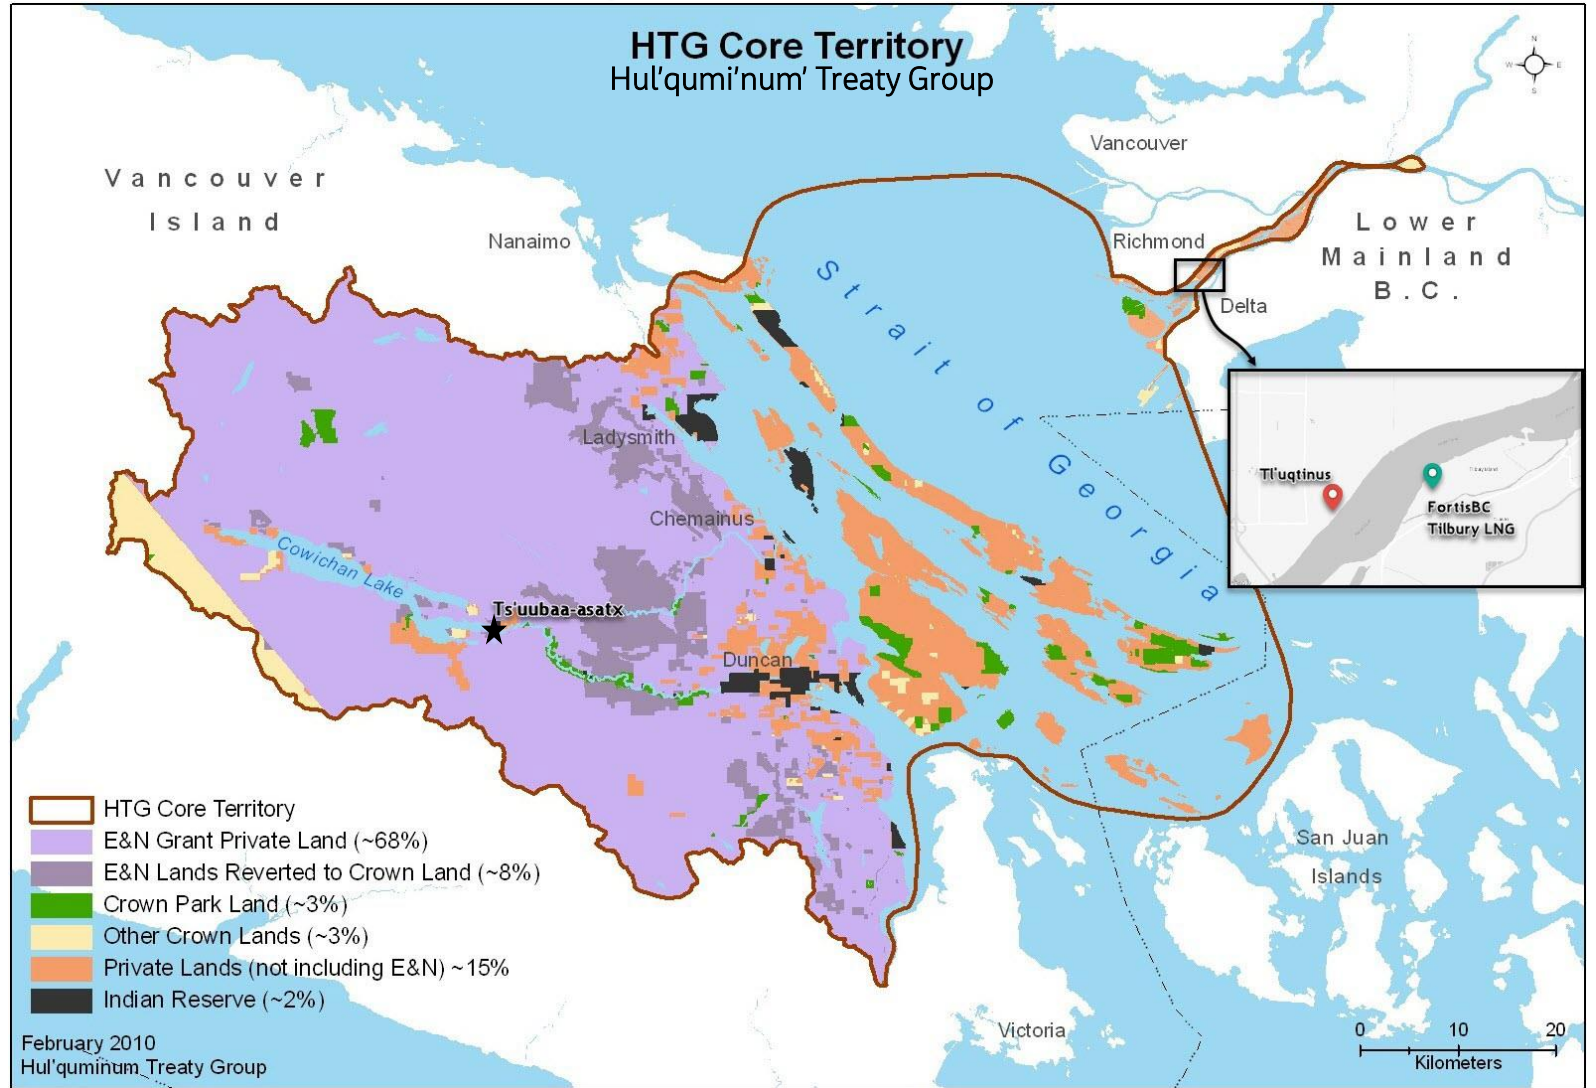 HTG Core Territory
Hul'qumi'num' Treaty Group
N
W
E
S
Vancouver
Island
Nanaimo
Vancouver
Richmond
Lower
Mainland
B.C.
Delta
Strait of Georgia
Tl'uqtinus
FortisBC
Tilbury LNG
Ladysmith
Chemainus
Cowichan Lake
Ts'uubaa-asatx
Duncan
HTG Core Territory
E&N Grant Private Land (~68%)
E&N Lands Reverted to Crown Land (~8%)
Crown Park Land (~3%)
Other Crown Lands (~3%)
Private Lands (not including E&N) ~15%
Indian Reserve (~2%)
San Juan
Islands
Victoria
0 10 20
Kilometers
February 2010
Hul'quminum Treaty Group